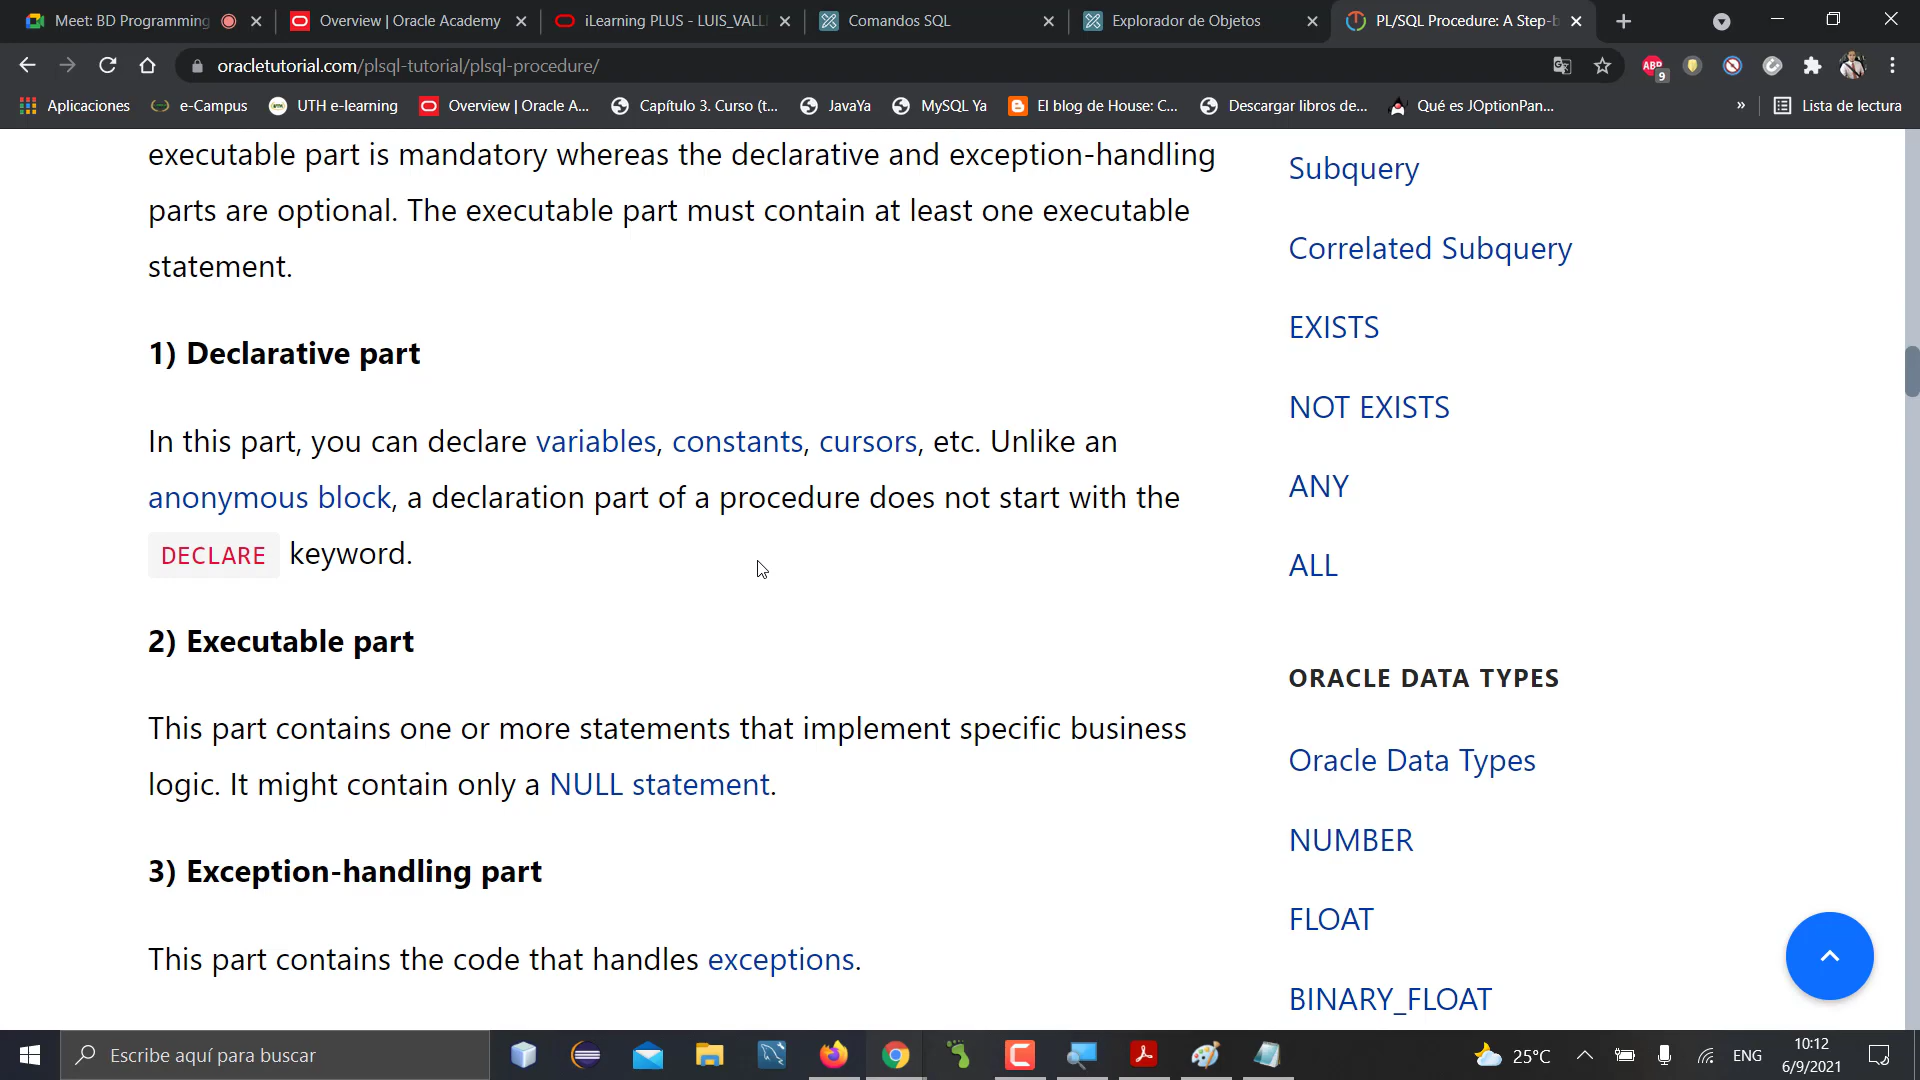 Meet: BD Programming
Overview | Oracle Academy
iLearning PLUS - LUIS_VALL
Comandos SQL
Explorador de Objetos
PL/SQL Procedure: A Step-b
oracletutorial.com/plsql-tutorial/plsql-procedure/
ABP
9
Aplicaciones
e-Campus
UTH e-learning
Overview | Oracle A...
Capítulo 3. Curso (t...
JavaYa
MySQL Ya
El blog de House: C...
Descargar libros de...
Qué es JOptionPan...
»
Lista de lectura
executable part is mandatory whereas the declarative and exception-handling
parts are optional. The executable part must contain at least one executable
statement.
1) Declarative part
In this part, you can declare variables, constants, cursors, etc. Unlike an
anonymous block, a declaration part of a procedure does not start with the
DECLARE keyword.
2) Executable part
This part contains one or more statements that implement specific business
logic. It might contain only a NULL statement.
3) Exception-handling part
This part contains the code that handles exceptions.
Subquery
Correlated Subquery
EXISTS
NOT EXISTS
ANY
ALL
ORACLE DATA TYPES
Oracle Data Types
NUMBER
FLOAT
BINARY_FLOAT
Escribe aquí para buscar
25°C
ENG
10:12
6/9/2021